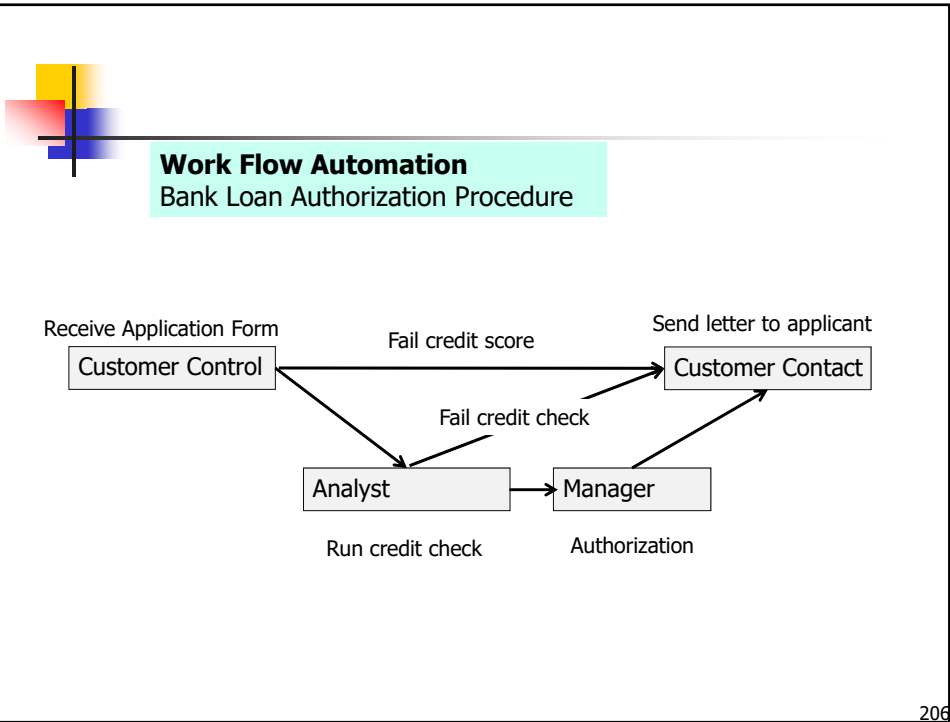 Work Flow Automation
Bank Loan Authorization Procedure
Receive Application Form
Customer Control
Fail credit score
Send letter to applicant
Customer Contact
Fail credit check
Analyst
Manager
Run credit check
Authorization
206